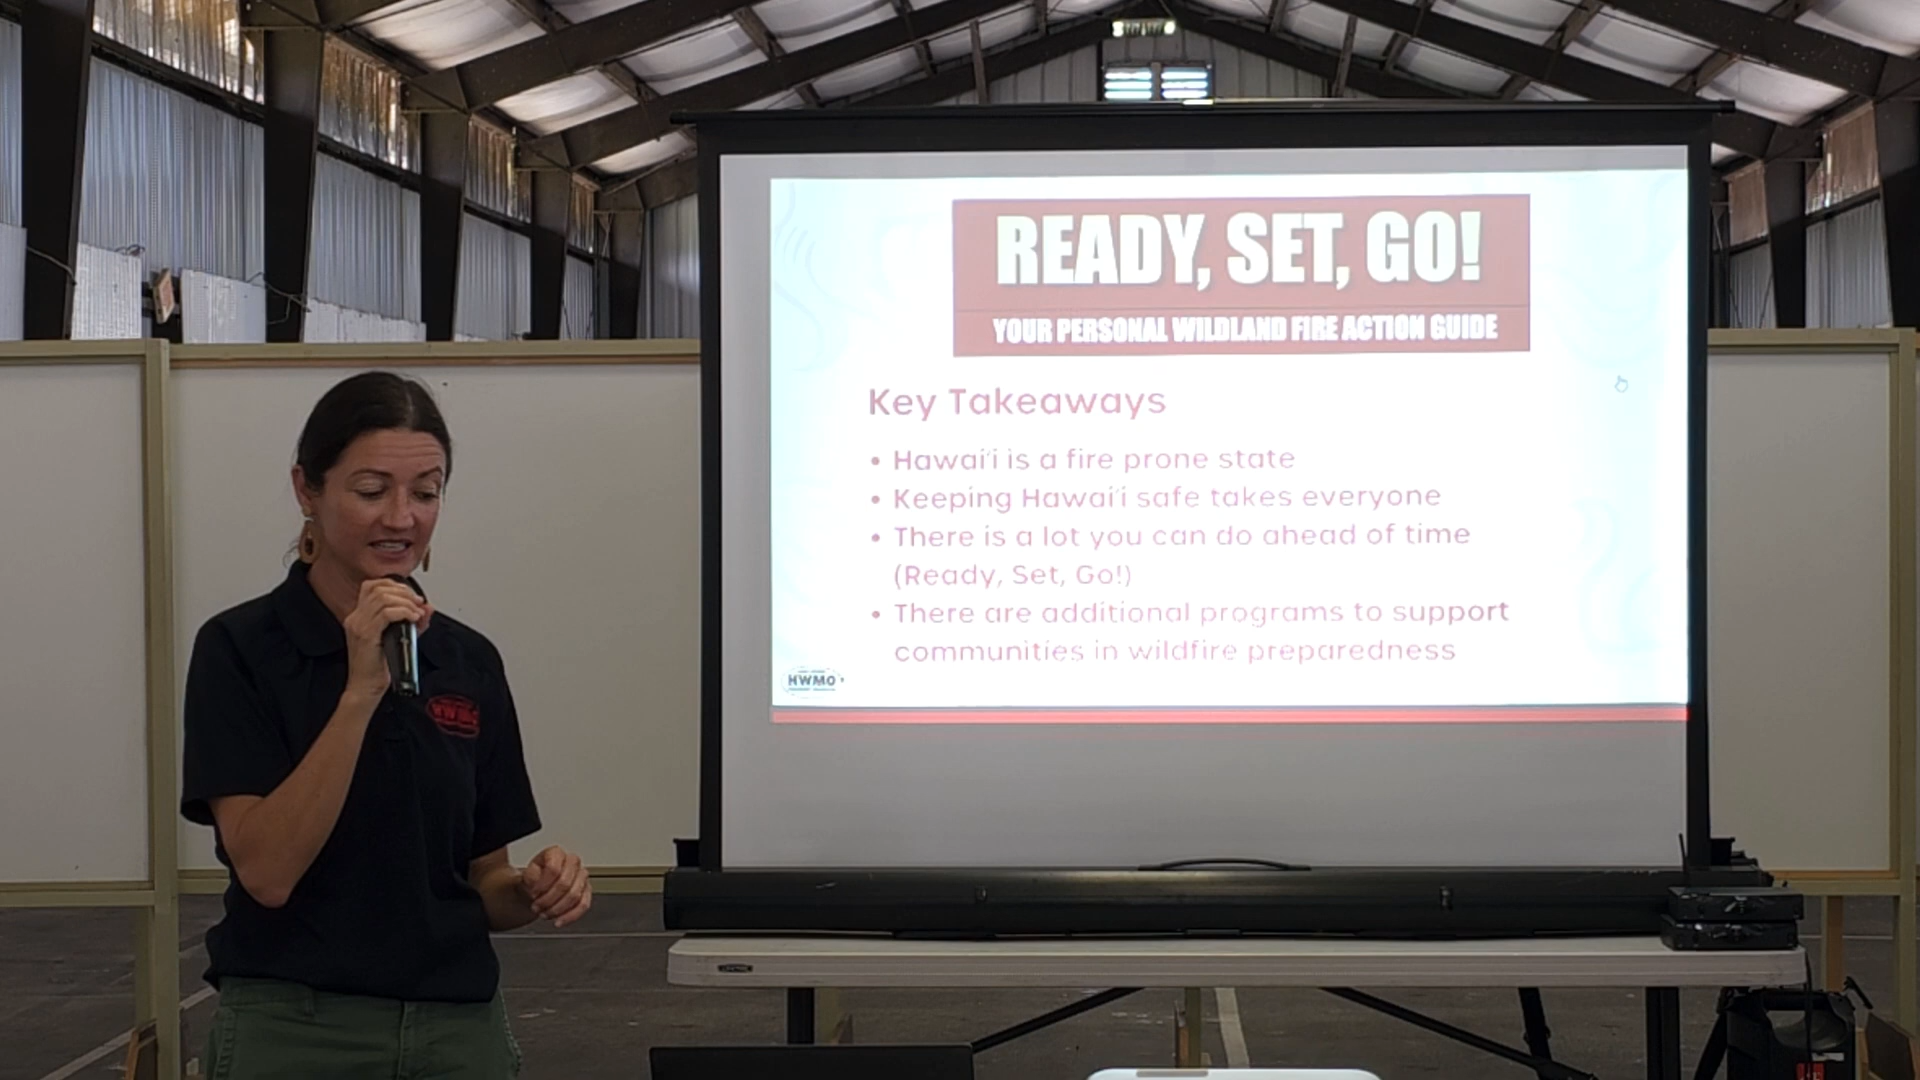 READY, SET, GO!
YOUR PERSONAL WILDLAND FIRE ACTION GUIDE
Key Takeaways
• Hawai'i is a fire prone state
• Keeping Hawai'i safe takes everyone
• There is a lot you can do ahead of time
(Ready, Set, Go!)
• There are additional programs to support
communities in wildfire preparedness
HWMO
HWMO